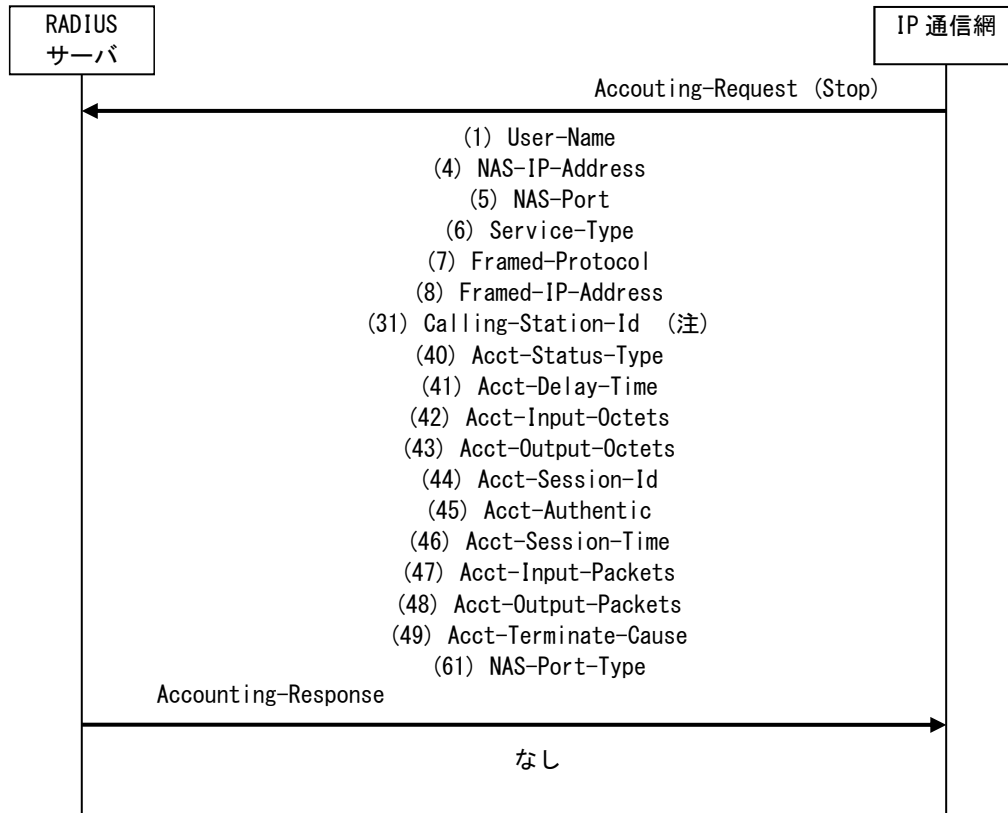 RADIUS
サーバ
IP 通信網
Accouting-Request (Stop)
(1) User-Name
(4) NAS-IP-Address
(5) NAS-Port
(6) Service-Type
(7) Framed-Protocol
(8) Framed-IP-Address
(31) Calling-Station-Id （注）
(40) Acct-Status-Type
(41) Acct-Delay-Time
(42) Acct-Input-Octets
(43) Acct-Output-Octets
(44) Acct-Session-Id
(45) Acct-Authentic
(46) Acct-Session-Time
(47) Acct-Input-Packets
(48) Acct-Output-Packets
(49) Acct-Terminate-Cause
(61) NAS-Port-Type
Accounting-Response
なし